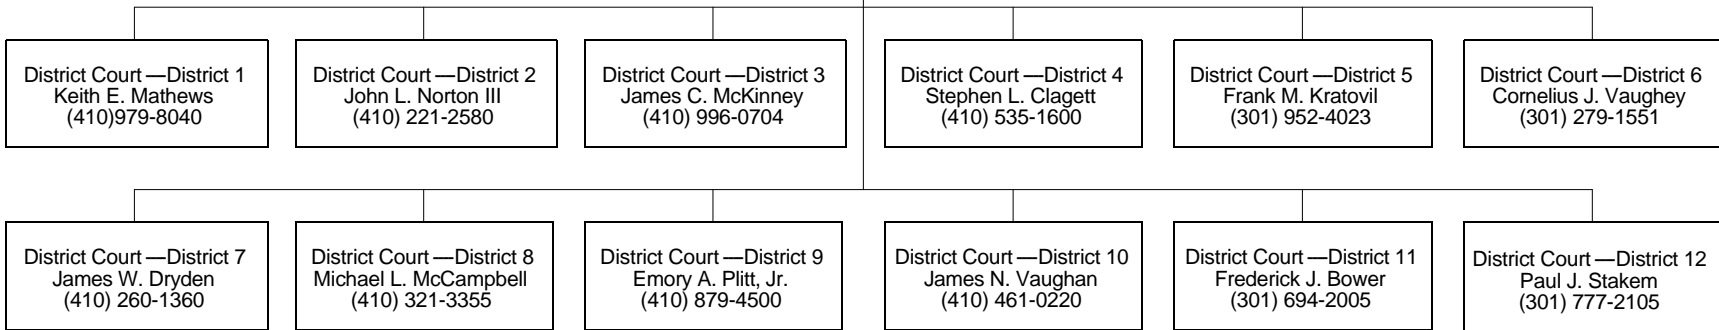 District Court —District 1
Keith E. Mathews
(410)979-8040
District Court —District 2
John L. Norton III
(410) 221-2580
District Court —District 3
James C. McKinney
(410) 996-0704
District Court —District 4
Stephen L. Clagett
(410) 535-1600
District Court —District 5
Frank M. Kratovil
(301) 952-4023
District Court —District 6
Cornelius J. Vaughey
(301) 279-1551
District Court —District 7
James W. Dryden
(410) 260-1360
District Court —District 8
Michael L. McCampbell
(410) 321-3355
District Court —District 9
Emory A. Plitt, Jr.
(410) 879-4500
District Court —District 10
James N. Vaughan
(410) 461-0220
District Court —District 11
Frederick J. Bower
(301) 694-2005
District Court —District 12
Paul J. Stakem
(301) 777-2105